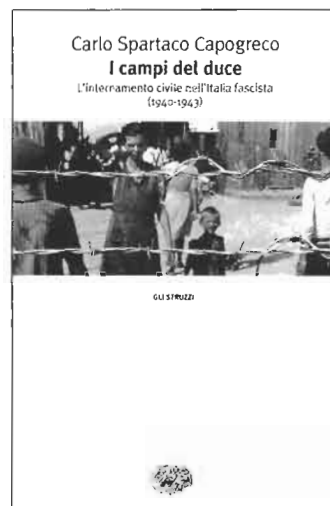 Carlo Spartaco Capogreco
I campi del duce
L'internamento civile nell'Italia fascista
(1940-1943)
GLI STRUZZI